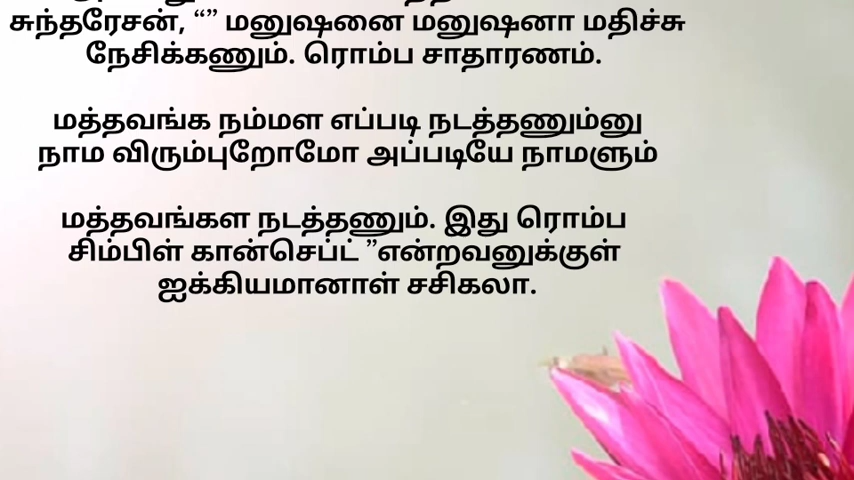 சுந்தரேசன், “” மனுஷனை மனுஷனா மதிச்சு
நேசிக்கணும். ரொம்ப சாதாரணம்.
மத்தவங்க நம்மள எப்படி நடத்தணும்னு
நாம விரும்புறோமோ அப்படியே நாமளும்
மத்தவங்கள நடத்தணும். இது ரொம்ப
சிம்பிள் கான்செப்ட் ”என்றவனுக்குள்
ஐக்கியமானாள் சசிகலா.